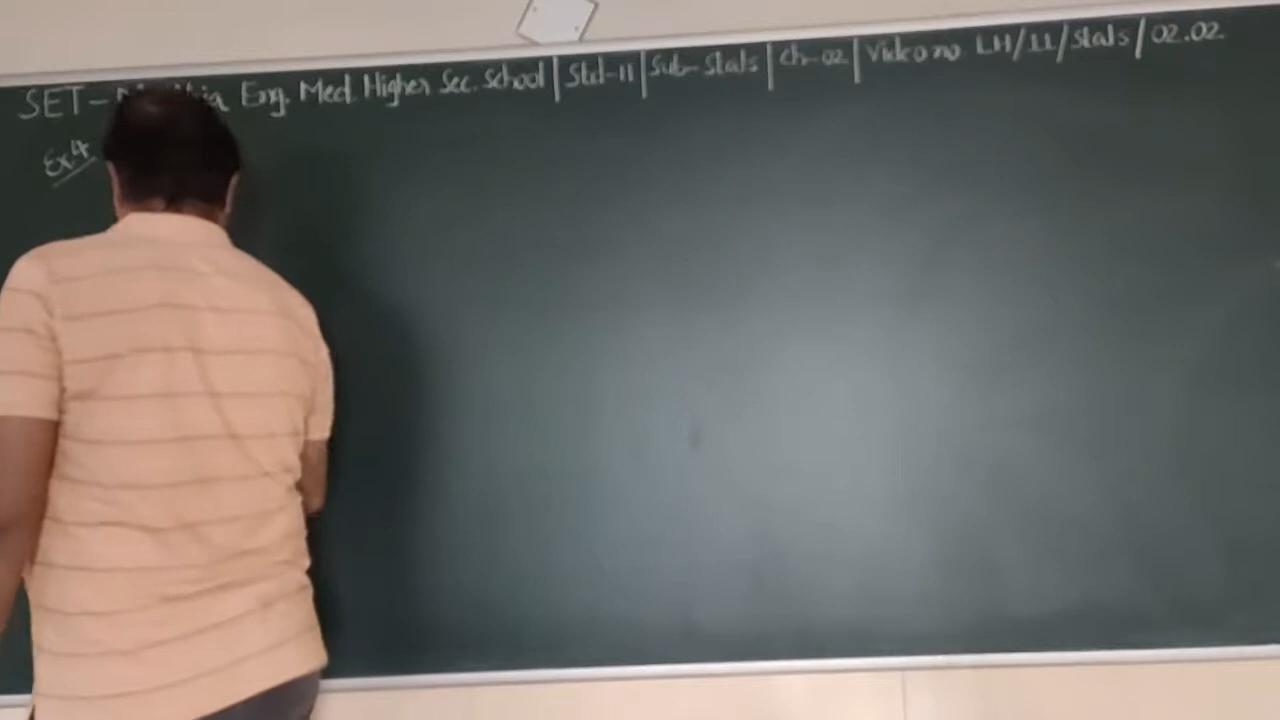 SET- Eng. Med. Higher Sec. School | Std-11 | Sub- Stats | Ch-02 | Video no LH/11/Stats/02.02
Ex.4